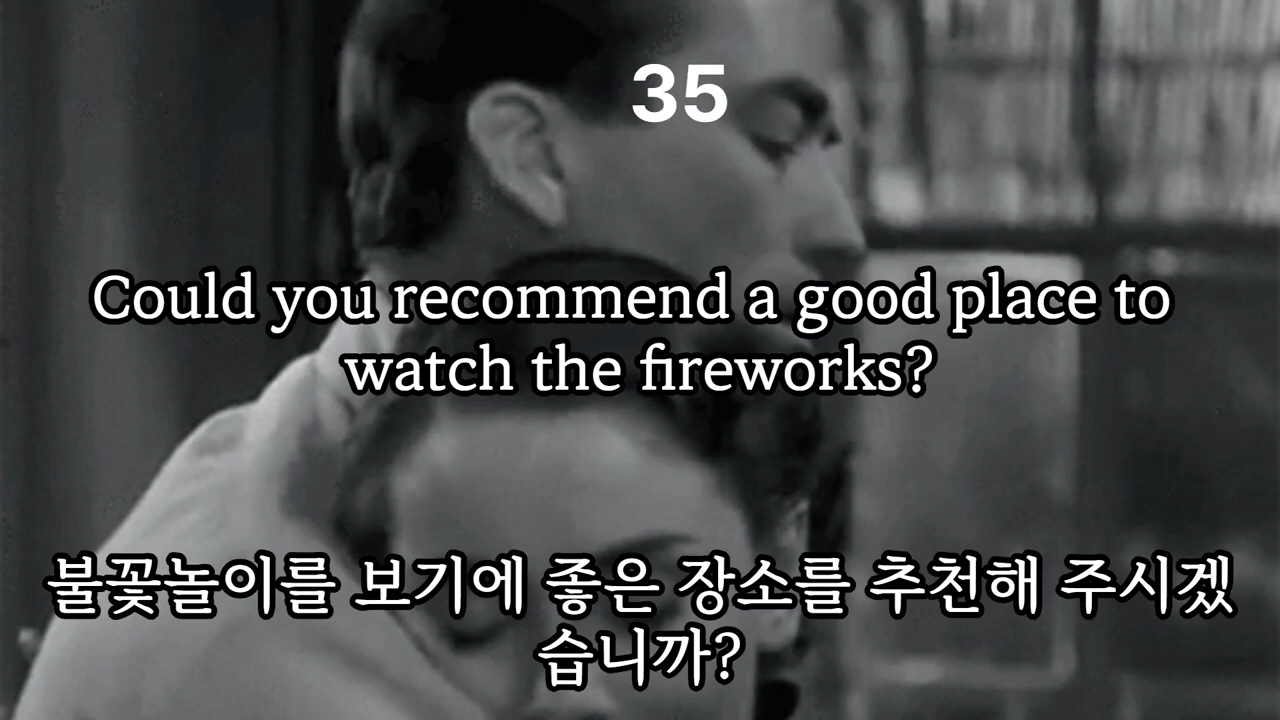 35
Could you recommend a good place to
watch the fireworks?
불꽃놀이를 보기에 좋은 장소를 추천해 주시겠
습니까?